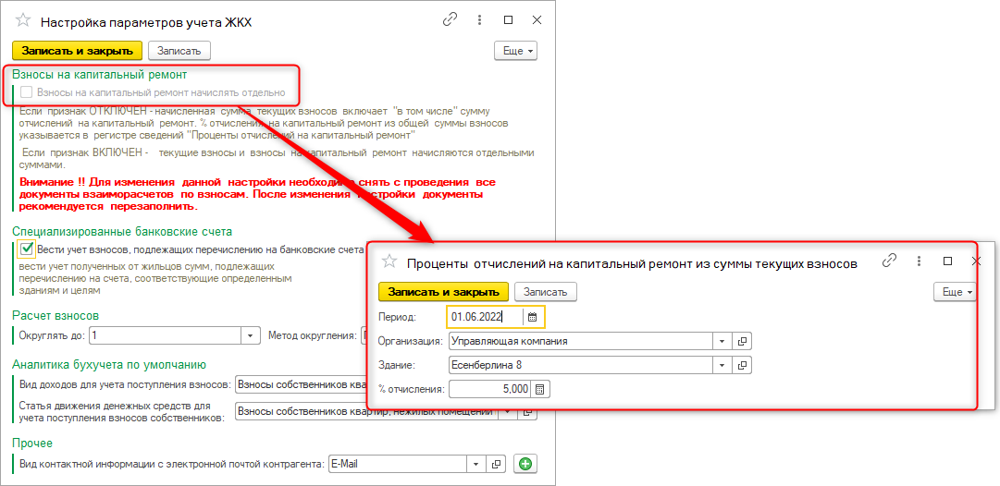 Настройка параметров учета ЖКХ
Записать и закрыть
Записать
Еще
Взносы на капитальный ремонт
Взносы на капитальный ремонт начислять отдельно
Если признак ОТКЛЮЧЕН - начисленная сумма текущих взносов включает "в том числе" сумму
отчислений на капитальный ремонт. % отчисления на капитальный ремонт из общей суммы взносов
указывается в регистре сведений "Проценты отчислений на капитальный ремонт"
Если признак ВКЛЮЧЕН - текущие взносы и взносы на капитальный ремонт начисляются отдельными
суммами.
Внимание !! Для изменения данной настройки необходимо снять с проведения все
документы взаиморасчетов по взносам. После изменения настройки документы
рекомендуется перезаполнить.
Специализированные банковские счета
Вести учет взносов, подлежащих перечислению на банковские счета
вести учет полученных от жильцов сумм, подлежащих
перечислению на счета, соответствующие определенным
зданиям и целям
Расчет взносов
Округлять до: 1 Метод округления:
Аналитика бухучета по умолчанию
Вид доходов для учета поступления взносов: Взносы собственников
Статья движения денежных средств для
учета поступления взносов собственников: Взносы собственников квартир, нежилых помещений
Прочее
Вид контактной информации с электронной почтой контрагента: E-Mail
Проценты отчислений на капитальный ремонт из суммы текущих взносов
Записать и закрыть
Записать
Еще
Период: 01.06.2022
Организация: Управляющая компания
Здание: Есенберлина 8
% отчисления: 5,000